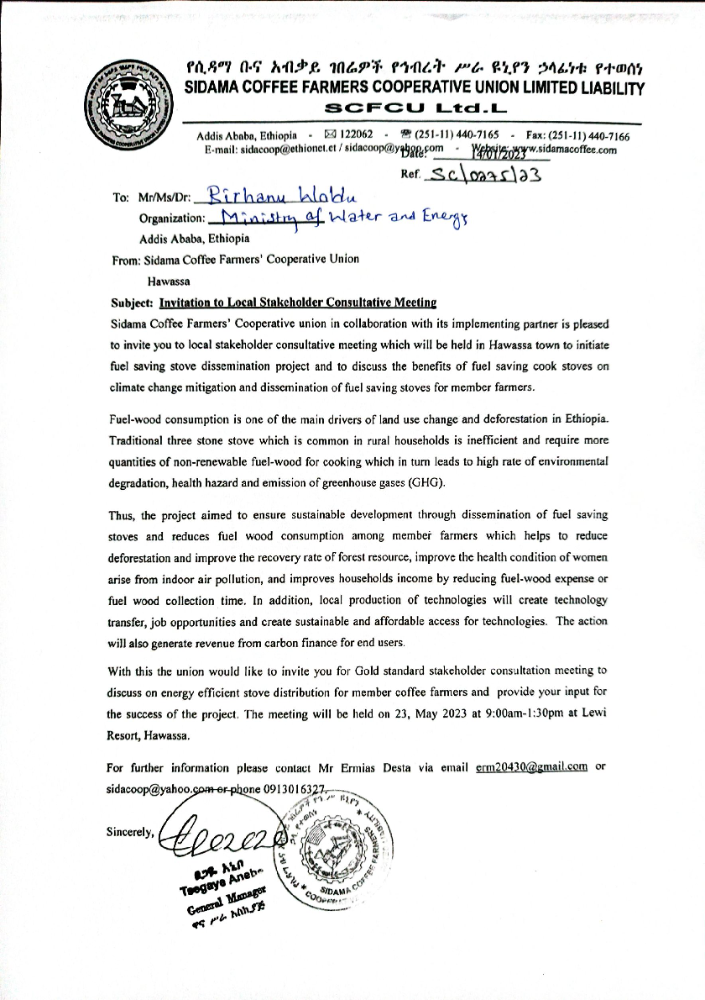 የሲዳማ ቡና አብቃይ ገበሬዎች የኅብረት ሥራ ዩኒየን ኃላፊነቱ የተወሰነ
SIDAMA COFFEE FARMERS COOPERATIVE UNION LIMITED LIABILITY
SCFCU Ltd.L
Addis Ababa, Ethiopia - ✉ 122062 - ☎ (251-11) 440-7165 - Fax: (251-11) 440-7166
E-mail: sidacoop@ethionet.et / sidacoop@yahoo.com - Website: www.sidamacoffee.com
Date: 14/01/2023
Ref. SC\0275\23
To: Mr/Ms/Dr: Birhanu Woldu
Organization: Ministry of Water and Energy
Addis Ababa, Ethiopia
From: Sidama Coffee Farmers' Cooperative Union
Hawassa
Subject: Invitation to Local Stakeholder Consultative Meeting
Sidama Coffee Farmers' Cooperative union in collaboration with its implementing partner is pleased
to invite you to local stakeholder consultative meeting which will be held in Hawassa town to initiate
fuel saving stove dissemination project and to discuss the benefits of fuel saving cook stoves on
climate change mitigation and dissemination of fuel saving stoves for member farmers.
Fuel-wood consumption is one of the main drivers of land use change and deforestation in Ethiopia.
Traditional three stone stove which is common in rural households is inefficient and require more
quantities of non-renewable fuel-wood for cooking which in turn leads to high rate of environmental
degradation, health hazard and emission of greenhouse gases (GHG).
Thus, the project aimed to ensure sustainable development through dissemination of fuel saving
stoves and reduces fuel wood consumption among member farmers which helps to reduce
deforestation and improve the recovery rate of forest resource, improve the health condition of women
arise from indoor air pollution, and improves households income by reducing fuel-wood expense or
fuel wood collection time. In addition, local production of technologies will create technology
transfer, job opportunities and create sustainable and affordable access for technologies. The action
will also generate revenue from carbon finance for end users.
With this the union would like to invite you for Gold standard stakeholder consultation meeting to
discuss on energy efficient stove distribution for member coffee farmers and provide your input for
the success of the project. The meeting will be held on 23, May 2023 at 9:00am-1:30pm at Lewi
Resort, Hawassa.
For further information please contact Mr Ermias Desta via email erm20430@gmail.com or
sidacoop@yahoo.com or phone 0913016327.
Sincerely,
ፀጋዬ አኔቦ
Tsegaye Anebo
General Manager
ዋና ሥራ አስኪያጅ
SIDAMA COFFEE FARMERS